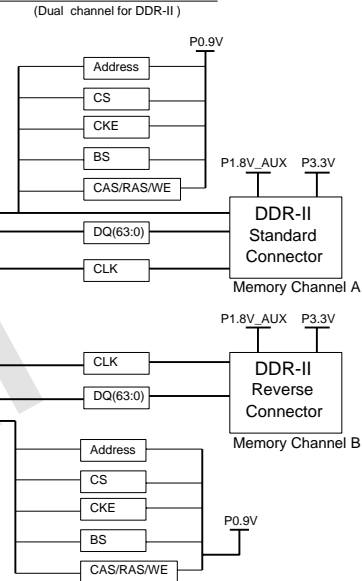 (Dual channel for DDR-II )
P0.9V
Address
CS
CKE
BS
CAS/RAS/WE
P1.8V_AUX P3.3V
DDR-II
Standard
Connector
DQ(63:0)
CLK
Memory Channel A
P1.8V_AUX P3.3V
CLK
DQ(63:0)
DDR-II
Reverse
Connector
Memory Channel B
Address
CS
CKE
BS
CAS/RAS/WE
P0.9V